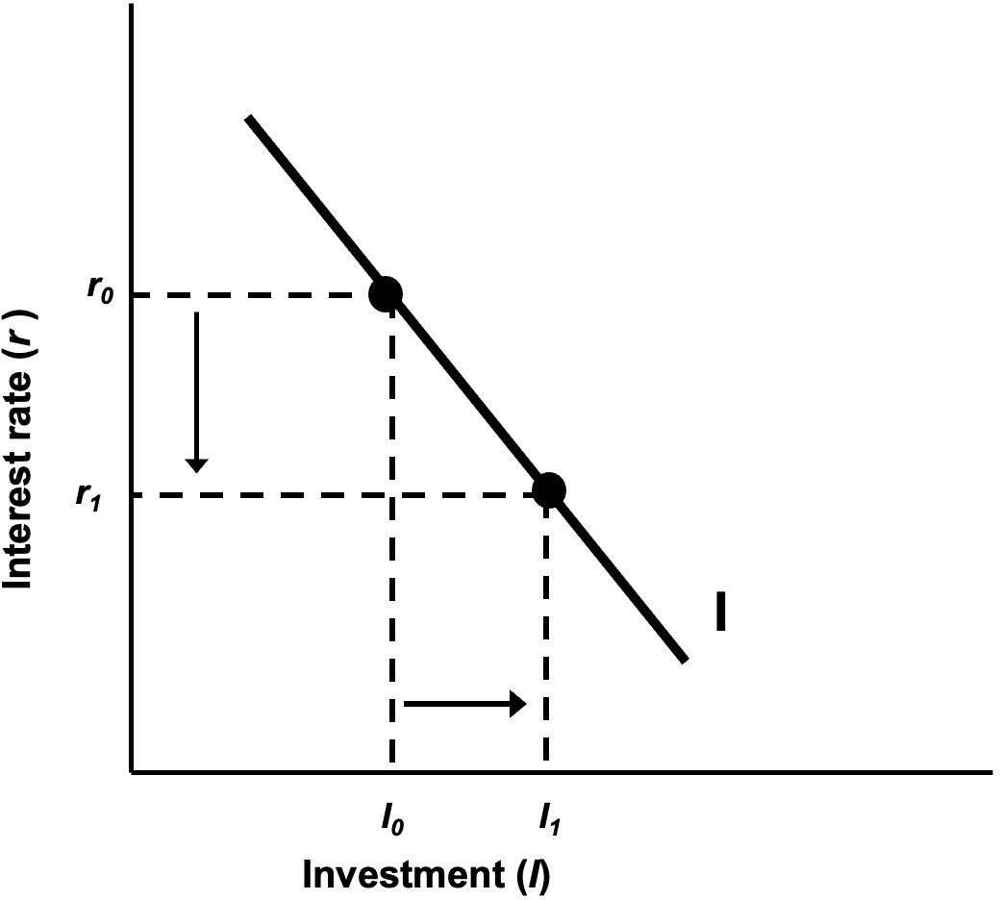 r0
Interest rate (r )
r1
I
I0
I1
Investment (I)